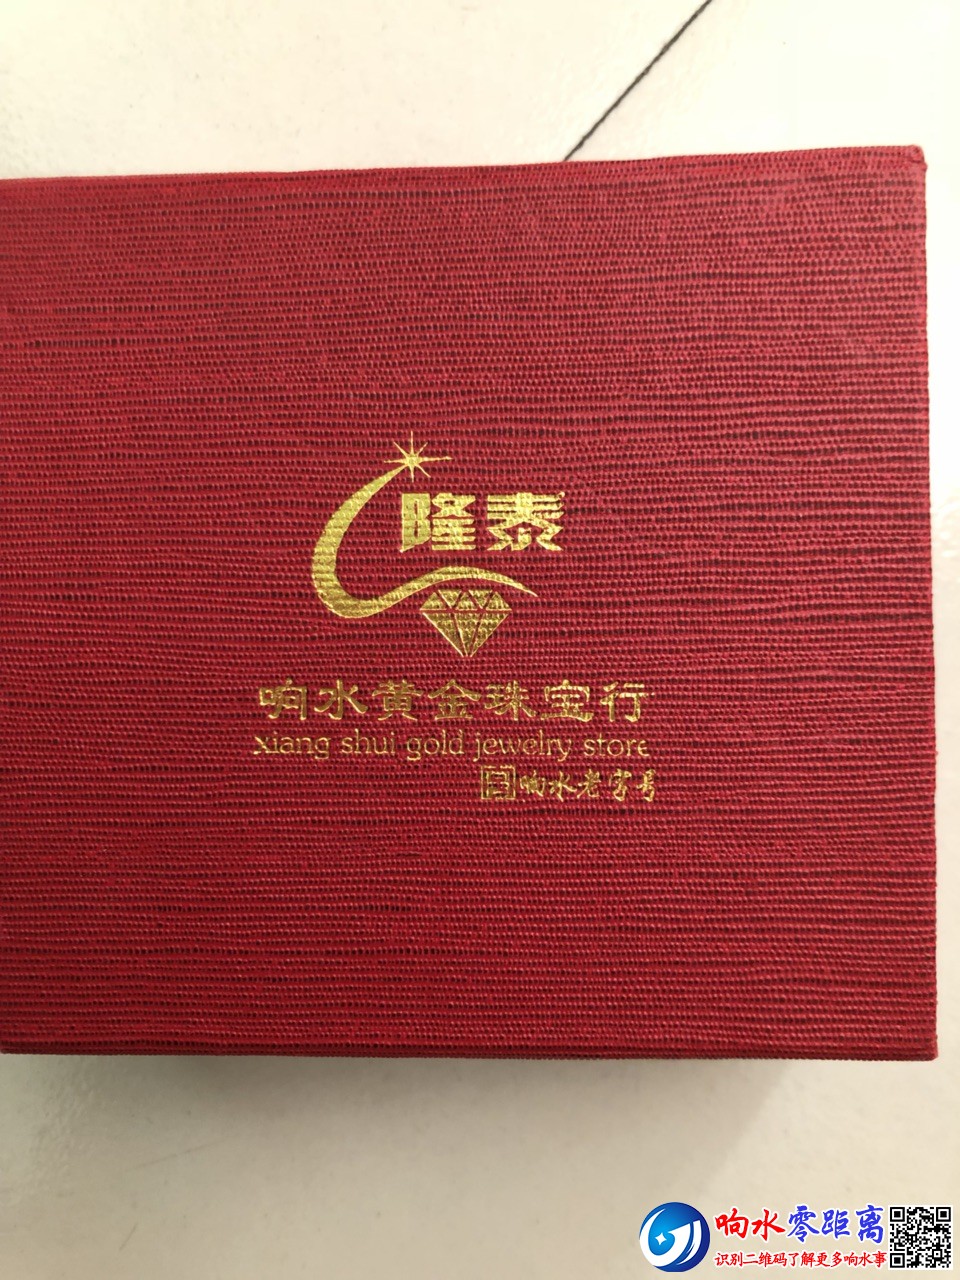 隆泰
响水黄金珠宝行
xiang shui gold jewelry store
响水老字号
响水零距离
识别二维码了解更多响水事